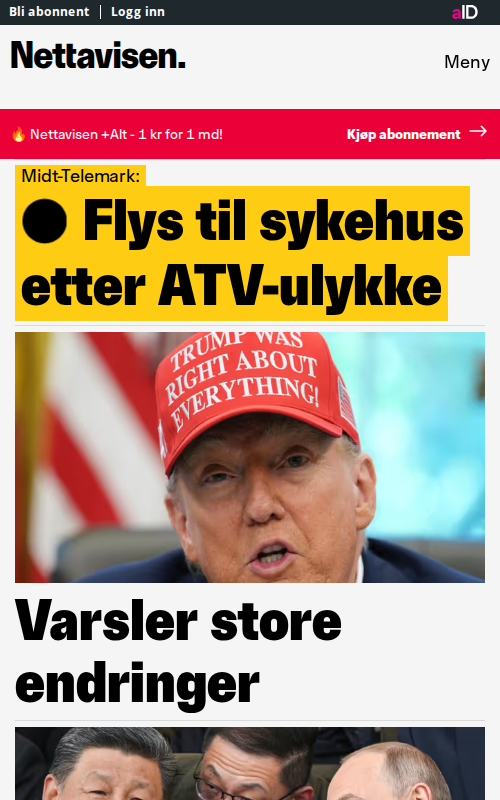 Bli abonnent | Logg inn
aID
Nettavisen.
Meny
Nettavisen +Alt - 1 kr for 1 md!
Kjøp abonnement →
Midt-Telemark:
Flys til sykehus
etter ATV-ulykke
TRUMP WAS
RIGHT ABOUT
EVERYTHING!
Varsler store
endringer